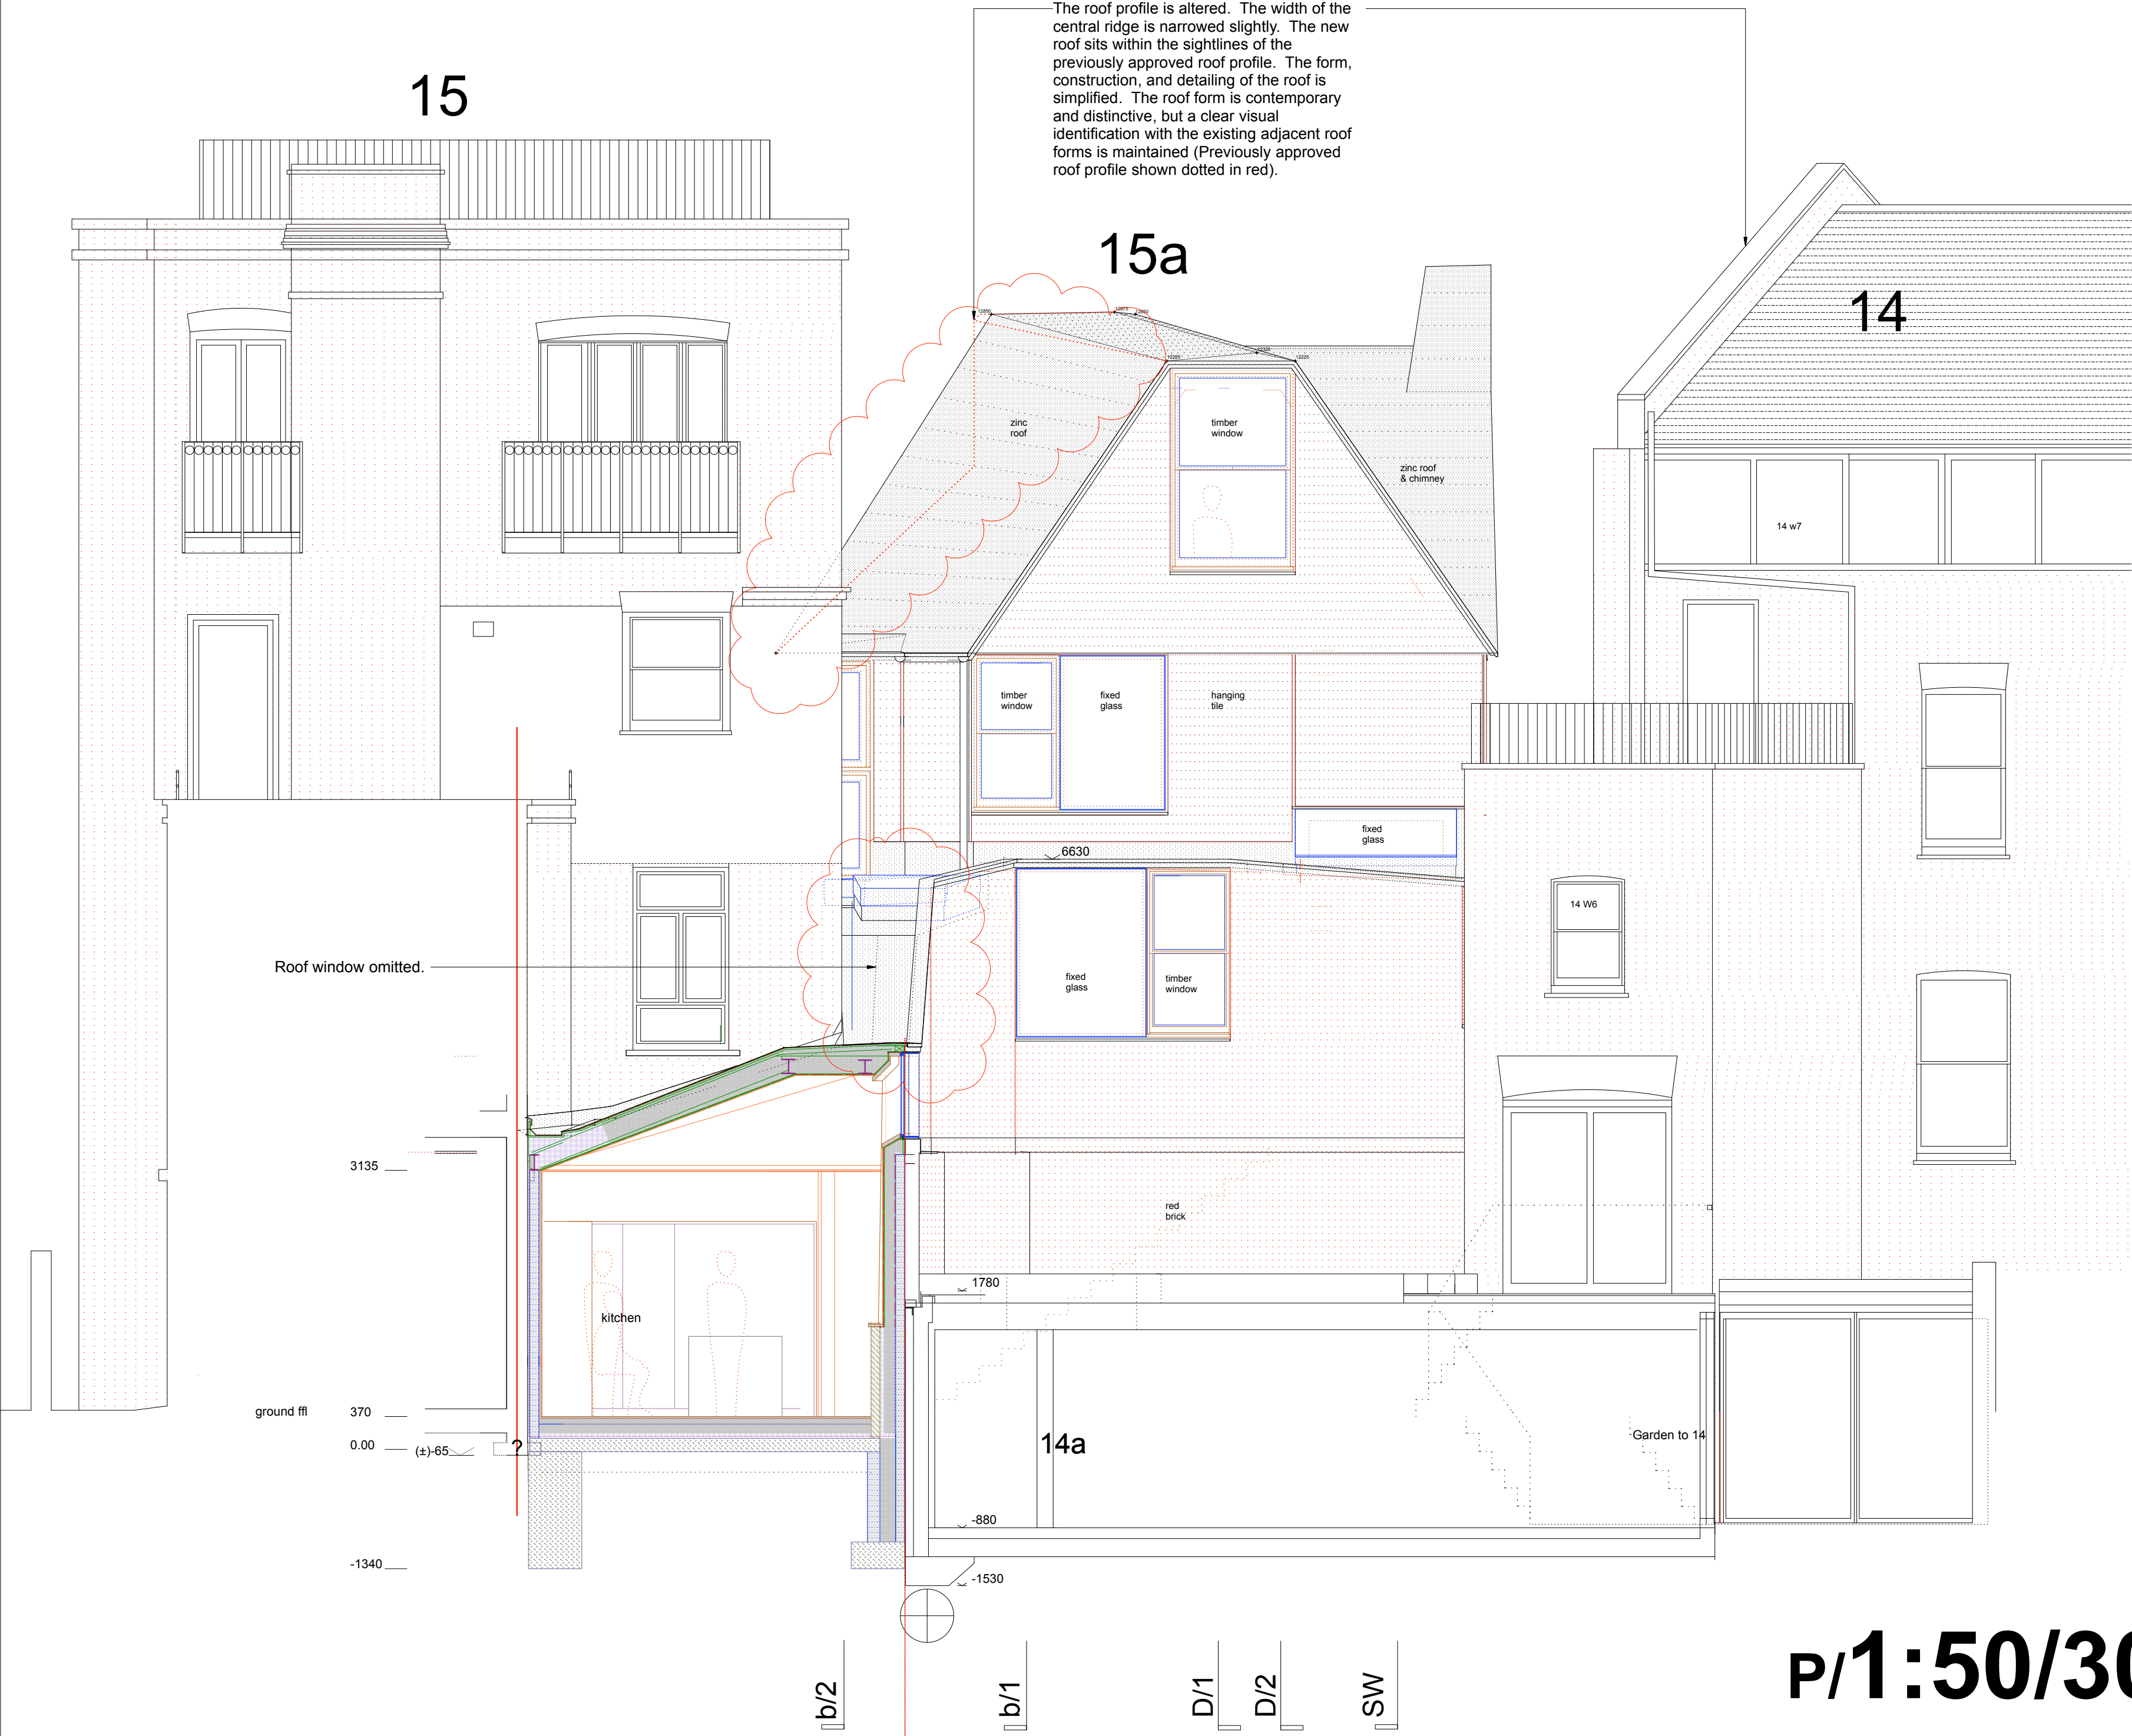 The roof profile is altered. The width of the
central ridge is narrowed slightly. The new
roof sits within the sightlines of the
previously approved roof profile. The form,
construction, and detailing of the roof is
simplified. The roof form is contemporary
and distinctive, but a clear visual
identification with the existing adjacent roof
forms is maintained (Previously approved
roof profile shown dotted in red).
15
15a
14
12850
12875
12225
zinc
roof
timber
window
zinc roof
& chimney
14 w7
timber
window
fixed
glass
hanging
tile
fixed
glass
6630
14 W6
Roof window omitted.
fixed
glass
timber
window
3135
red
brick
1780
kitchen
ground ffl
370
0.00
(±)-65
?
14a
Garden to 14
-880
-1340
-1530
b/2
b/1
D/1
D/2
SW
P/1:50/30